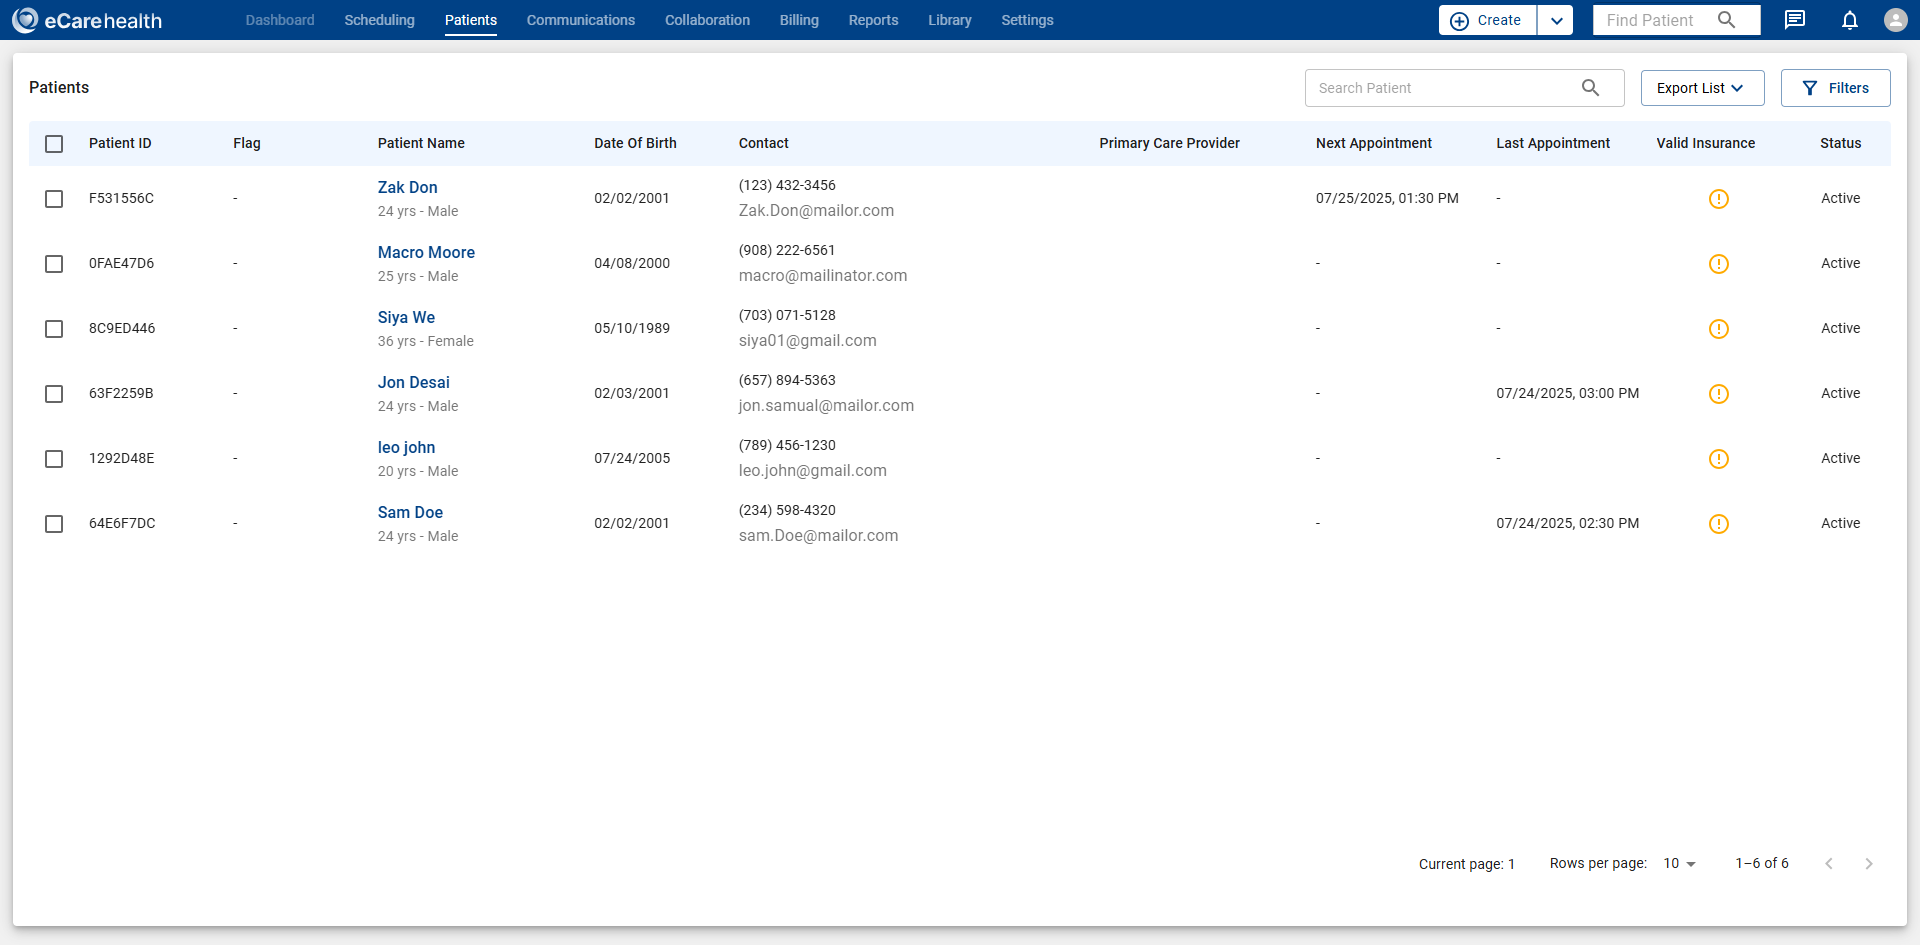 eCarehealth Dashboard Scheduling Patients Communications Collaboration Billing Reports Library Settings Create Find Patient
Patients Search Patient Export List Filters
Patient ID Flag Patient Name Date Of Birth Contact Primary Care Provider Next Appointment Last Appointment Valid Insurance Status
F531556C - Zak Don 02/02/2001 (123) 432-3456 07/25/2025, 01:30 PM - Active
24 yrs - Male Zak.Don@mailor.com
0FAE47D6 - Macro Moore 04/08/2000 (908) 222-6561 - - Active
25 yrs - Male macro@mailinator.com
8C9ED446 - Siya We 05/10/1989 (703) 071-5128 - - Active
36 yrs - Female siya01@gmail.com
63F2259B - Jon Desai 02/03/2001 (657) 894-5363 - 07/24/2025, 03:00 PM Active
24 yrs - Male jon.samual@mailor.com
1292D48E - leo john 07/24/2005 (789) 456-1230 - - Active
20 yrs - Male leo.john@gmail.com
64E6F7DC - Sam Doe 02/02/2001 (234) 598-4320 - 07/24/2025, 02:30 PM Active
24 yrs - Male sam.Doe@mailor.com
Current page: 1 Rows per page: 10 1–6 of 6